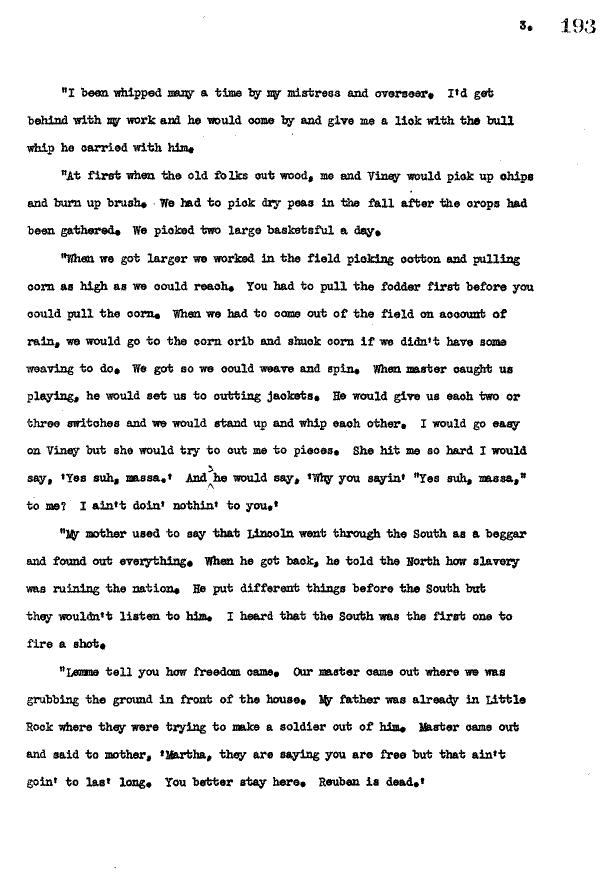 3. 193
"I been whipped many a time by my mistress and overseer. I'd get
behind with my work and he would come by and give me a lick with the bull
whip he carried with him.
"At first when the old folks cut wood, me and Viney would pick up chips
and burn up brush. We had to pick dry peas in the fall after the crops had
been gathered. We picked two large basketsful a day.
"When we got larger we worked in the field picking cotton and pulling
corn as high as we could reach. You had to pull the fodder first before you
could pull the corn. When we had to come out of the field on account of
rain, we would go to the corn crib and shuck corn if we didn't have some
weaving to do. We got so we could weave and spin. When master caught us
playing, he would set us to cutting jackets. He would give us each two or
three switches and we would stand up and whip each other. I would go easy
on Viney but she would try to cut me to pieces. She hit me so hard I would
say, 'Yes suh, massa.' And she would say, 'Why you sayin' "Yes suh, massa,"
to me? I ain't doin' nothin' to you.'
"My mother used to say that Lincoln went through the South as a beggar
and found out everything. When he got back, he told the North how slavery
was ruining the nation. He put different things before the South but
they wouldn't listen to him. I heard that the South was the first one to
fire a shot.
"Lemme tell you how freedom came. Our master came out where we was
grubbing the ground in front of the house. My father was already in Little
Rock where they were trying to make a soldier out of him. Master came out
and said to mother, 'Martha, they are saying you are free but that ain't
goin' to las' long. You better stay here. Reuben is dead.'